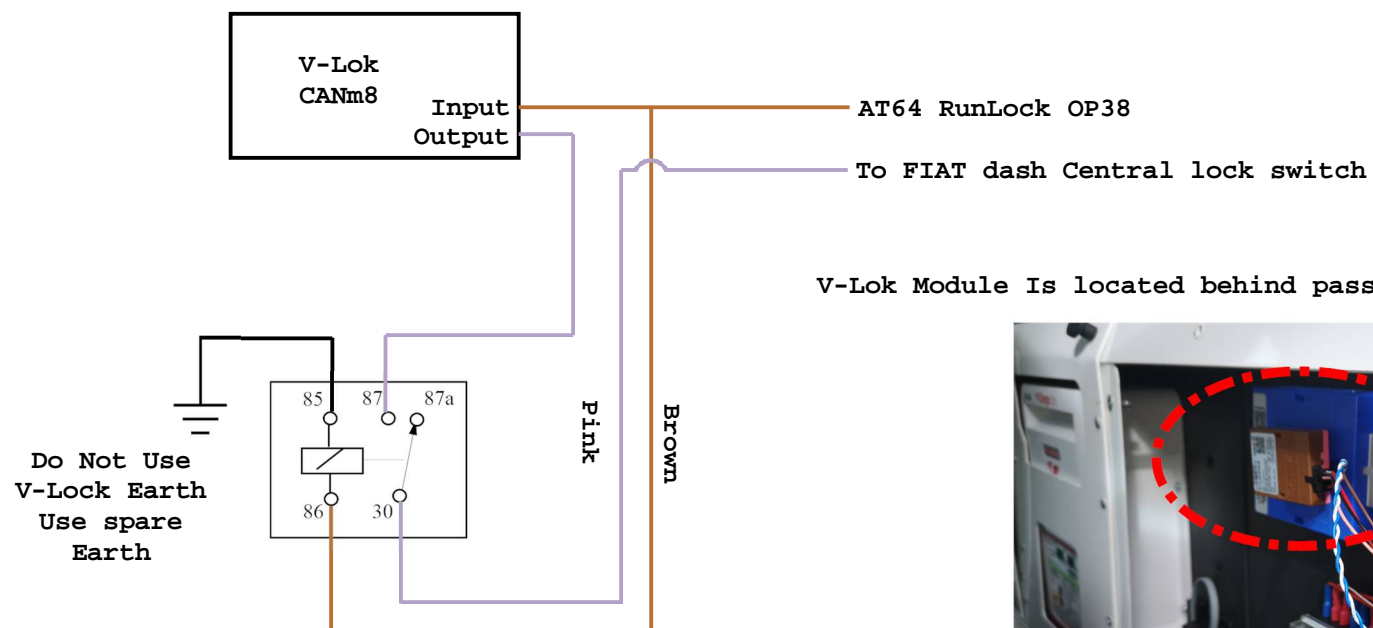 V-Lok
CANm8
Input
Output
AT64 RunLock OP38
To FIAT dash Central lock switch
V-Lok Module Is located behind pass
85
87
87a
86
30
Pink
Brown
Do Not Use
V-Lock Earth
Use spare
Earth